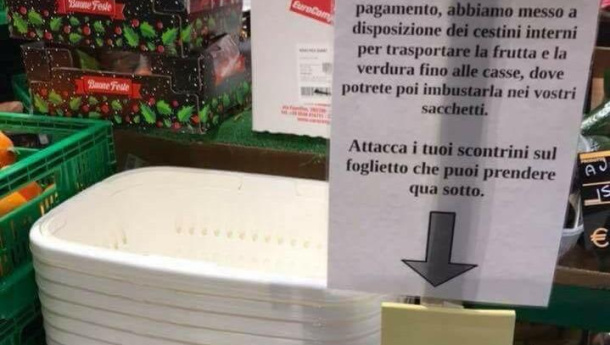 Buone Feste
Buone Feste
EuroCom
pagamento, abbiamo messo a
disposizione dei cestini interni
per trasportare la frutta e la
verdura fino alle casse, dove
potrete poi imbustarla nei vostri
sacchetti.
Attacca i tuoi scontrini sul
foglietto che puoi prendere
qua sotto.
€